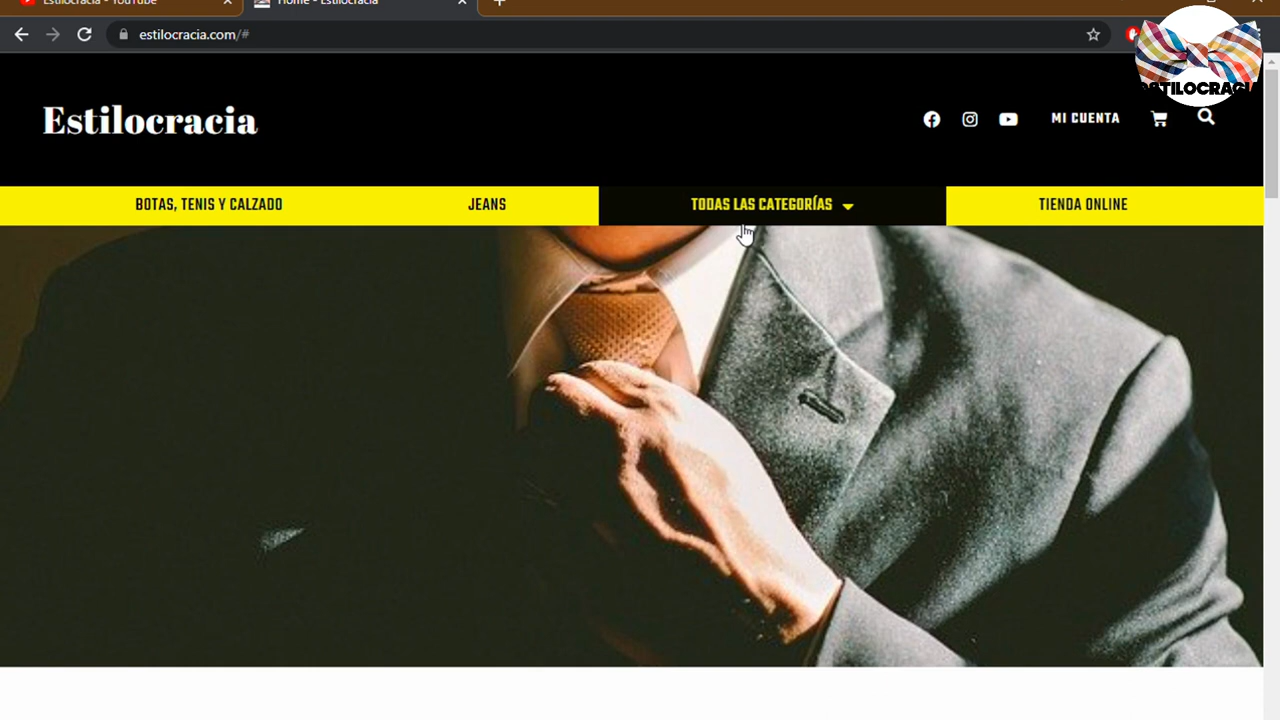 Estilocracia - YouTube
Home - Estilocracia
estilocracia.com/#
ESTILOCRACIA
Estilocracia
MI CUENTA
BOTAS, TENIS Y CALZADO
JEANS
TODAS LAS CATEGORÍAS
TIENDA ONLINE